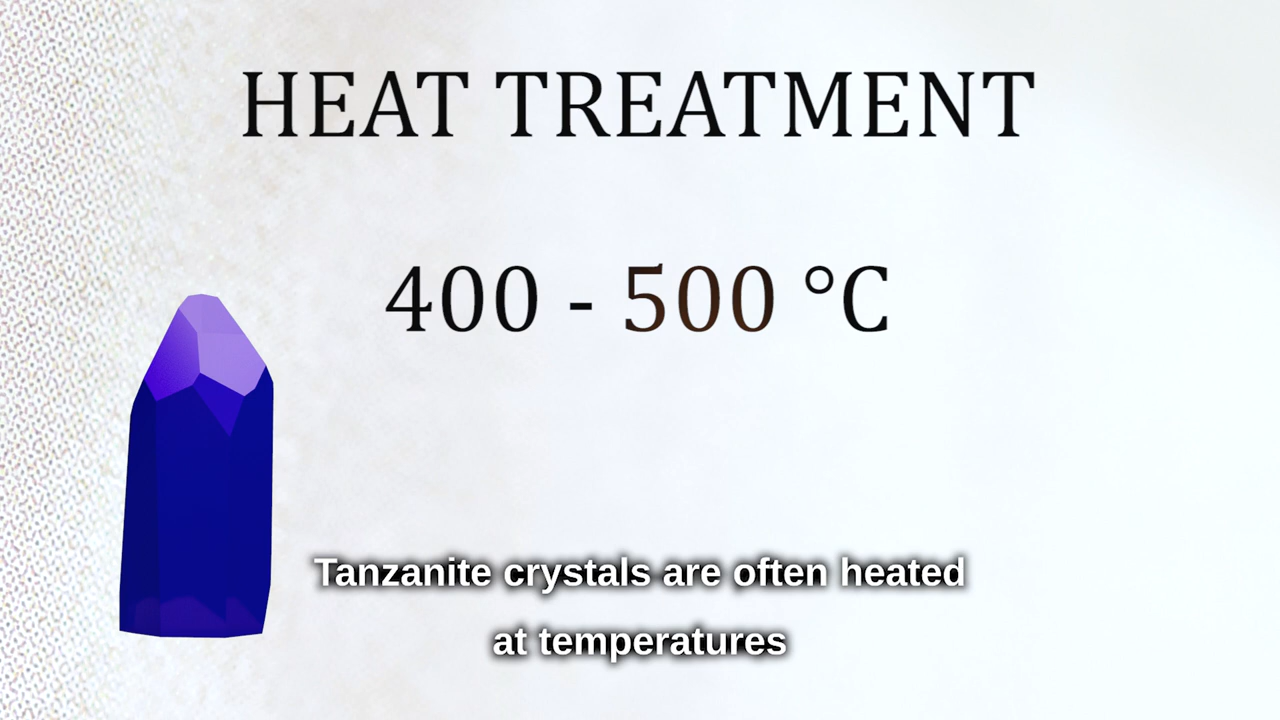 HEAT TREATMENT
400 - 500 °C
Tanzanite crystals are often heated
at temperatures